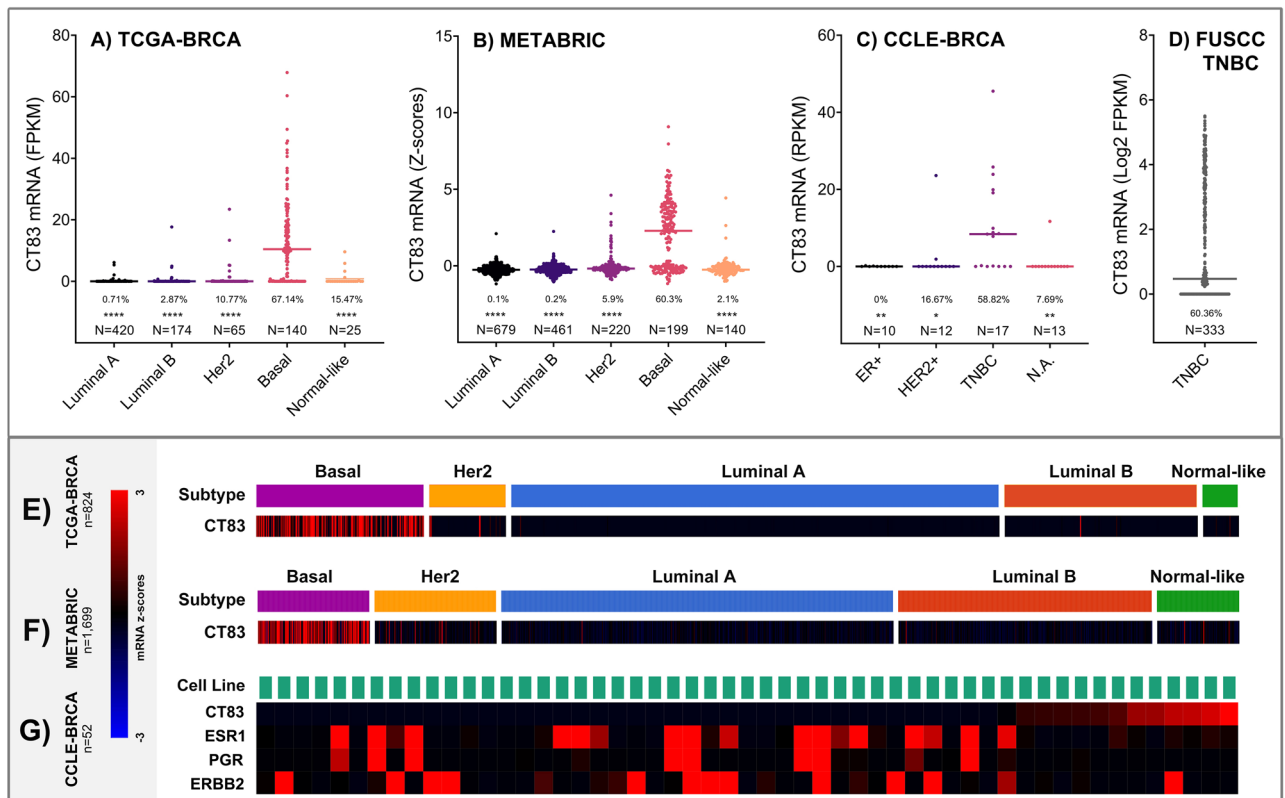 A) TCGA-BRCA
CT83 mRNA (FPKM)
80
60
40
20
0
0.71%
2.87%
10.77%
67.14%
15.47%
****
****
****
****
N=420
N=174
N=65
N=140
N=25
Luminal A
Luminal B
Her2
Basal
Normal-like
B) METABRIC
CT83 mRNA (Z-scores)
15
10
5
0
0.1%
0.2%
5.9%
60.3%
2.1%
****
****
****
****
N=679
N=461
N=220
N=199
N=140
Luminal A
Luminal B
Her2
Basal
Normal-like
C) CCLE-BRCA
CT83 mRNA (RPKM)
60
40
20
0
0%
16.67%
58.82%
7.69%
**
*
**
N=10
N=12
N=17
N=13
ER+
HER2+
TNBC
N.A.
D) FUSCC
TNBC
CT83 mRNA (Log2 FPKM)
8
6
4
2
0
60.36%
N=333
TNBC
E)
TCGA-BRCA
n=824
F)
METABRIC
n=1,699
G)
CCLE-BRCA
n=52
3
mRNA z-scores
-3
Basal
Her2
Luminal A
Luminal B
Normal-like
Subtype
CT83
Basal
Her2
Luminal A
Luminal B
Normal-like
Subtype
CT83
Cell Line
CT83
ESR1
PGR
ERBB2